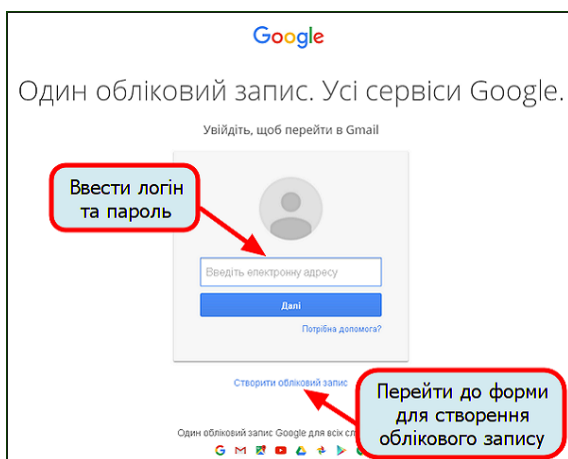 Google
Один обліковий запис. Усі сервіси Google.
Увійдіть, щоб перейти в Gmail
Ввести логін
та пароль
Введіть електронну адресу
Далі
Потрібна допомога?
Створити обліковий запис
Перейти до форми
для створення
облікового запису
Один обліковий запис Google для всіх